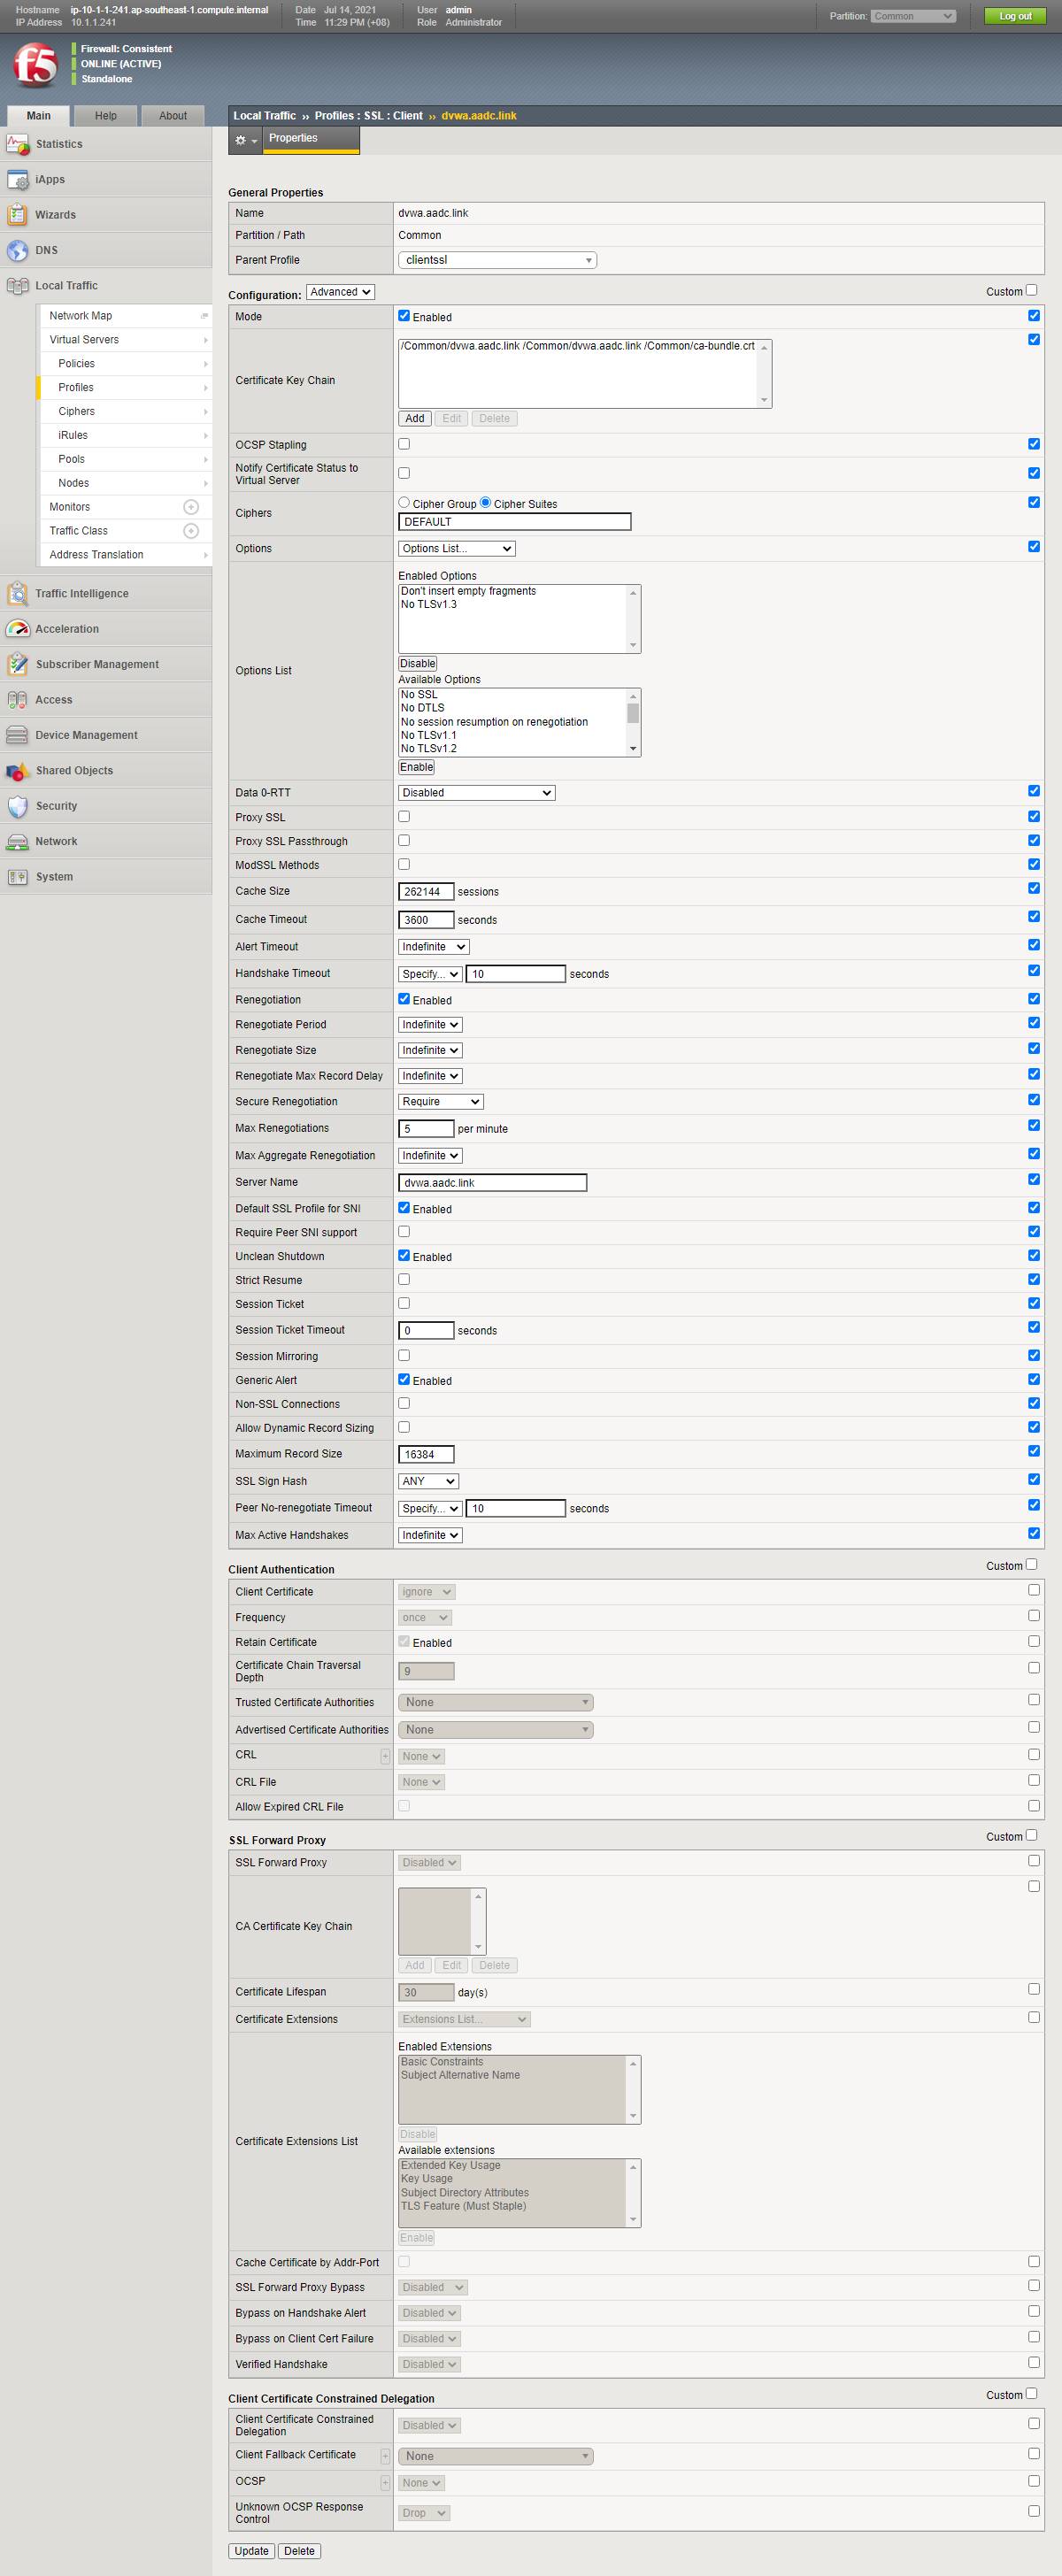 Hostname ip-10-1-1-241.ap-southeast-1.compute.internal Date Jul 14, 2021 User admin
IP Address 10.1.1.241 Time 11:29 PM (+08) Role Administrator
Partition: Common
Log out
f5
Firewall: Consistent
ONLINE (ACTIVE)
Standalone
Main Help About
Local Traffic ›› Profiles : SSL : Client ›› dvwa.aadc.link
Properties
Statistics
iApps
Wizards
DNS
Local Traffic
Network Map
Virtual Servers
Policies
Profiles
Ciphers
iRules
Pools
Nodes
Monitors
Traffic Class
Address Translation
Traffic Intelligence
Acceleration
Subscriber Management
Access
Device Management
Shared Objects
Security
Network
System
General Properties
Name dvwa.aadc.link
Partition / Path Common
Parent Profile clientssl
Configuration: Advanced Custom
Mode Enabled
Certificate Key Chain
/Common/dvwa.aadc.link /Common/dvwa.aadc.link /Common/ca-bundle.crt
Add Edit Delete
OCSP Stapling
Notify Certificate Status to
Virtual Server
Ciphers
Cipher Group Cipher Suites
DEFAULT
Options Options List...
Options List
Enabled Options
Don't insert empty fragments
No TLSv1.3
Disable
Available Options
No SSL
No DTLS
No session resumption on renegotiation
No TLSv1.1
No TLSv1.2
Enable
Data 0-RTT Disabled
Proxy SSL
Proxy SSL Passthrough
ModSSL Methods
Cache Size 262144 sessions
Cache Timeout 3600 seconds
Alert Timeout Indefinite
Handshake Timeout Specify... 10 seconds
Renegotiation Enabled
Renegotiate Period Indefinite
Renegotiate Size Indefinite
Renegotiate Max Record Delay Indefinite
Secure Renegotiation Require
Max Renegotiations 5 per minute
Max Aggregate Renegotiation Indefinite
Server Name dvwa.aadc.link
Default SSL Profile for SNI Enabled
Require Peer SNI support
Unclean Shutdown Enabled
Strict Resume
Session Ticket
Session Ticket Timeout 0 seconds
Session Mirroring
Generic Alert Enabled
Non-SSL Connections
Allow Dynamic Record Sizing
Maximum Record Size 16384
SSL Sign Hash ANY
Peer No-renegotiate Timeout Specify... 10 seconds
Max Active Handshakes Indefinite
Client Authentication Custom
Client Certificate ignore
Frequency once
Retain Certificate Enabled
Certificate Chain Traversal
Depth 9
Trusted Certificate Authorities None
Advertised Certificate Authorities None
CRL + None
CRL File None
Allow Expired CRL File
SSL Forward Proxy Custom
SSL Forward Proxy Disabled
CA Certificate Key Chain
Add Edit Delete
Certificate Lifespan 30 day(s)
Certificate Extensions Extensions List...
Certificate Extensions List
Enabled Extensions
Basic Constraints
Subject Alternative Name
Disable
Available extensions
Extended Key Usage
Key Usage
Subject Directory Attributes
TLS Feature (Must Staple)
Enable
Cache Certificate by Addr-Port
SSL Forward Proxy Bypass Disabled
Bypass on Handshake Alert Disabled
Bypass on Client Cert Failure Disabled
Verified Handshake Disabled
Client Certificate Constrained Delegation Custom
Client Certificate Constrained
Delegation Disabled
Client Fallback Certificate + None
OCSP + None
Unknown OCSP Response
Control Drop
Update Delete